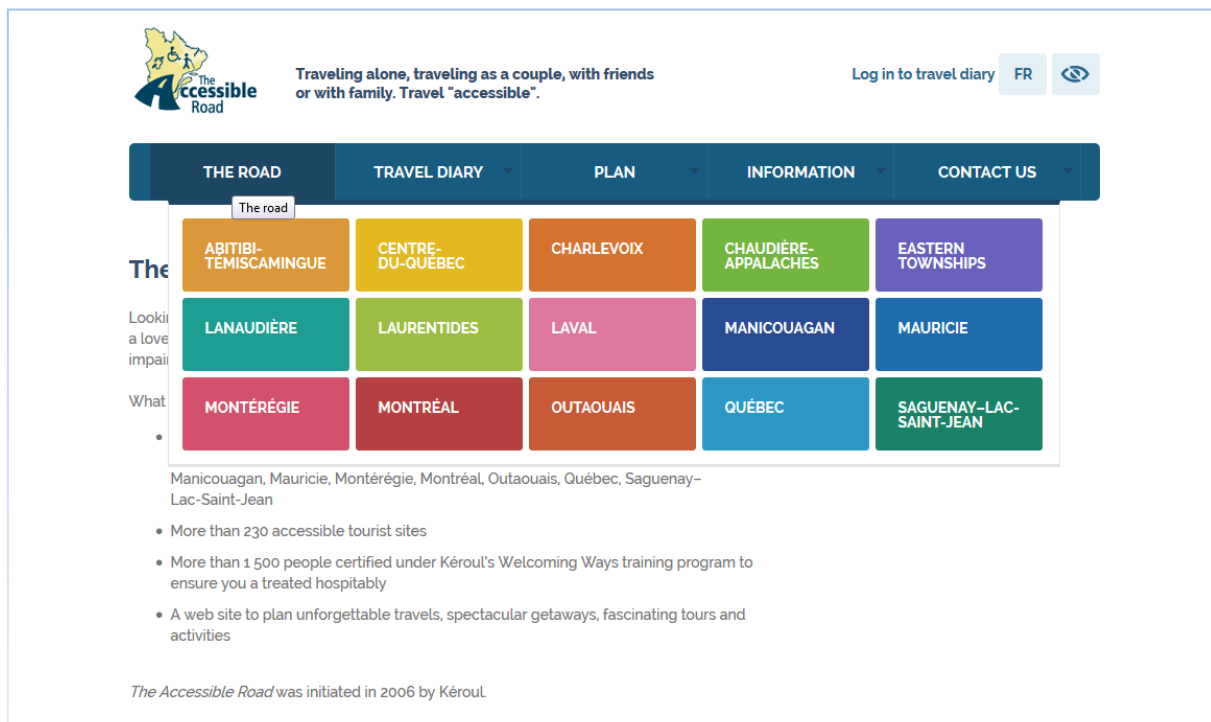 The
Accessible
Road
Traveling alone, traveling as a couple, with friends
or with family. Travel "accessible".
Log in to travel diary FR
THE ROAD TRAVEL DIARY PLAN INFORMATION CONTACT US
The road
ABITIBI-
TÉMISCAMINGUE
CENTRE-
DU-QUÉBEC
CHARLEVOIX
CHAUDIÈRE-
APPALACHES
EASTERN
TOWNSHIPS
LANAUDIÈRE
LAURENTIDES
LAVAL
MANICOUAGAN
MAURICIE
MONTÉRÉGIE
MONTRÉAL
OUTAOUAIS
QUÉBEC
SAGUENAY–LAC-
SAINT-JEAN
The
a love
What
Manicouagan, Mauricie, Montérégie, Montréal, Outaouais, Québec, Saguenay–
Lac-Saint-Jean
• More than 230 accessible tourist sites
• More than 1 500 people certified under Kéroul's Welcoming Ways training program to
ensure you a treated hospitably
• A web site to plan unforgettable travels, spectacular getaways, fascinating tours and
activities
The Accessible Road was initiated in 2006 by Kéroul.